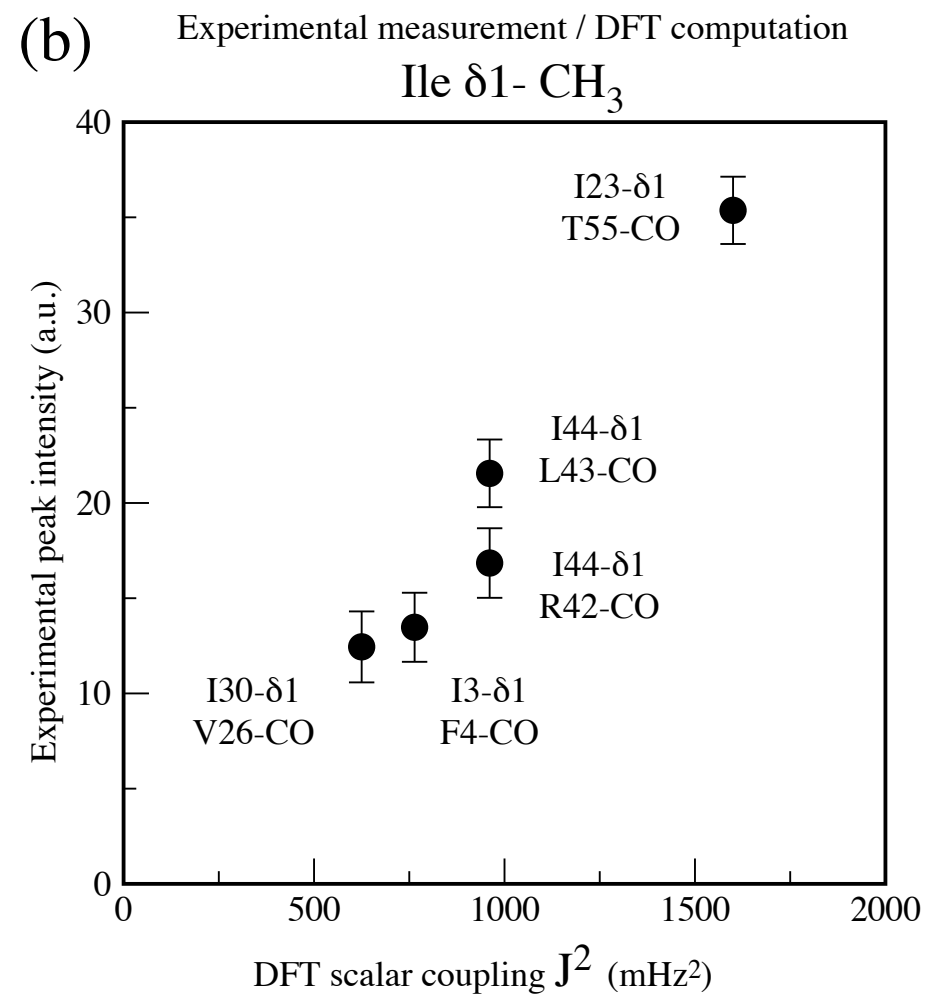 (b)
Experimental measurement / DFT computation
Ile δ1- CH3
40
30
20
10
0
Experimental peak intensity (a.u.)
I23-δ1
T55-CO
I44-δ1
L43-CO
I44-δ1
R42-CO
I30-δ1
V26-CO
I3-δ1
F4-CO
0 500 1000 1500 2000
DFT scalar coupling J² (mHz²)